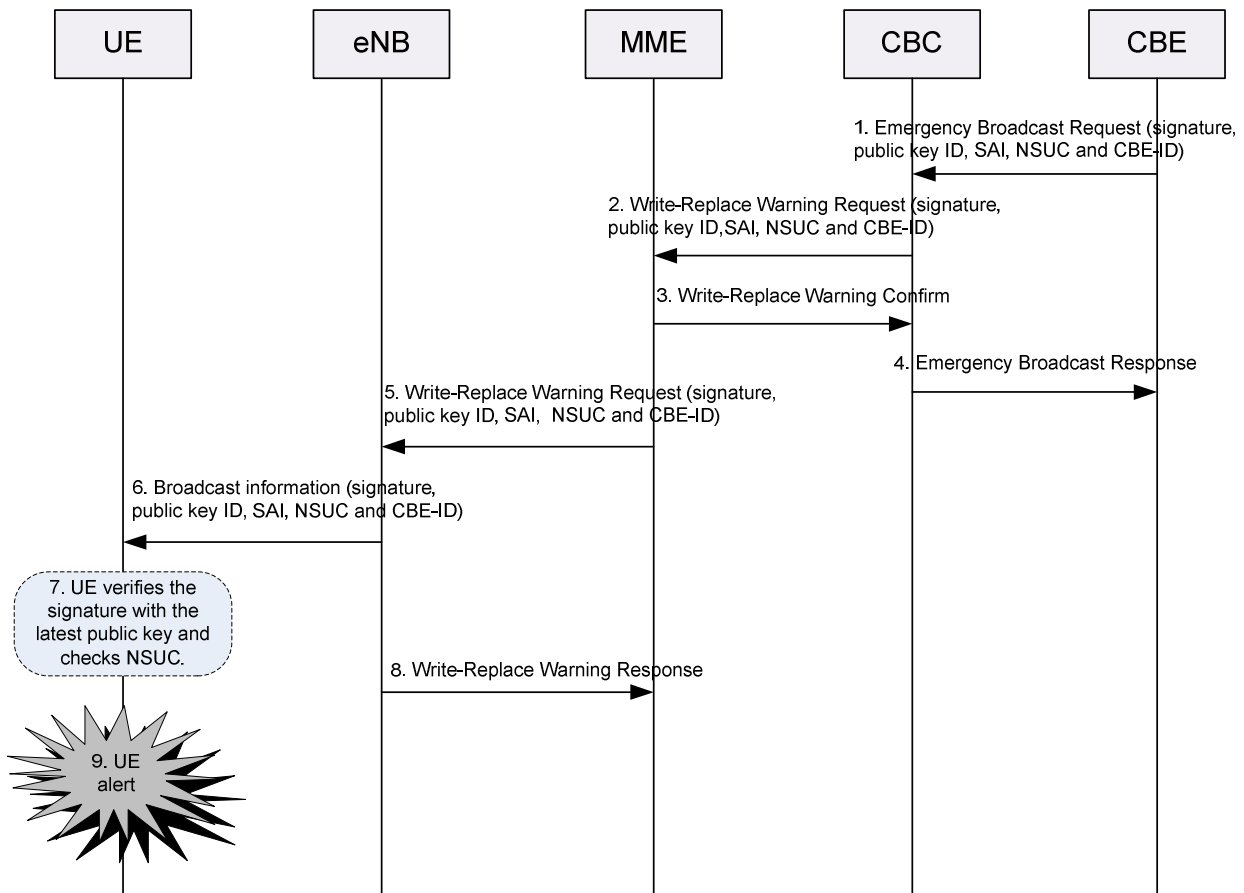 UE
eNB
MME
CBC
CBE
1. Emergency Broadcast Request (signature,
public key ID, SAI, NSUC and CBE-ID)
2. Write-Replace Warning Request (signature,
public key ID,SAI, NSUC and CBE-ID)
3. Write-Replace Warning Confirm
4. Emergency Broadcast Response
5. Write-Replace Warning Request (signature,
public key ID, SAI, NSUC and CBE-ID)
6. Broadcast information (signature,
public key ID, SAI, NSUC and CBE-ID)
7. UE verifies the
signature with the
latest public key and
checks NSUC.
8. Write-Replace Warning Response
9. UE
alert